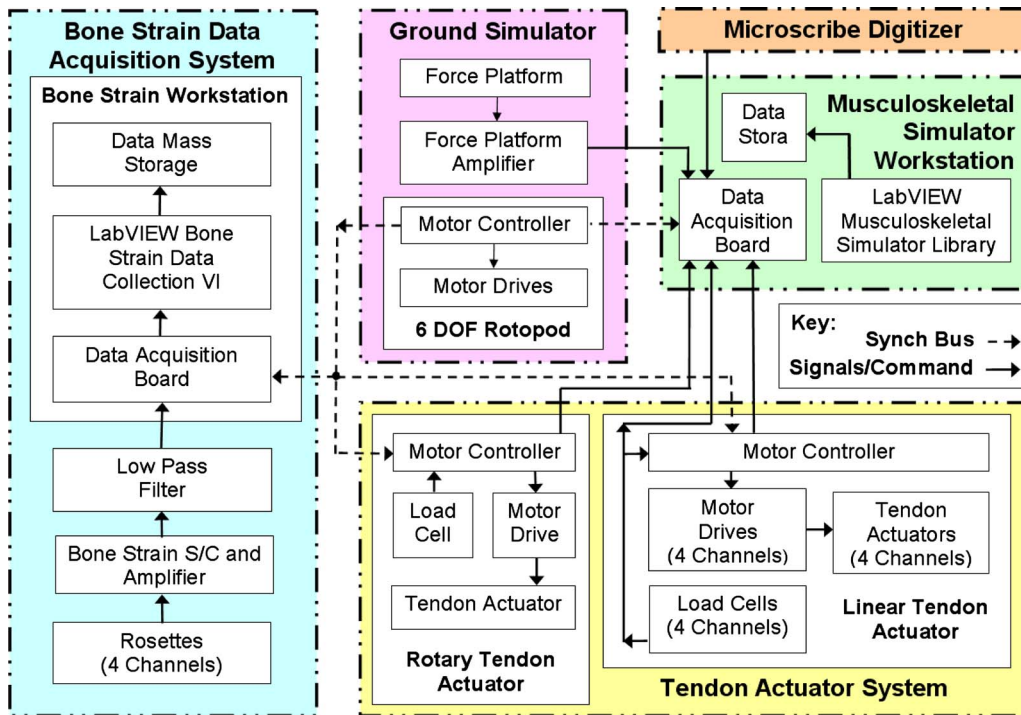 Bone Strain Data
Acquisition System
Bone Strain Workstation
Data Mass
Storage
LabVIEW Bone
Strain Data
Collection VI
Data Acquisition
Board
Low Pass
Filter
Bone Strain S/C and
Amplifier
Rosettes
(4 Channels)
Ground Simulator
Force Platform
Force Platform
Amplifier
Motor Controller
Motor Drives
6 DOF Rotopod
Microscribe Digitizer
Musculoskeletal
Simulator
Workstation
Data
Stora
Data
Acquisition
Board
LabVIEW
Musculoskeletal
Simulator Library
Key:
Synch Bus
Signals/Command
Motor Controller
Load
Cell
Motor
Drive
Tendon Actuator
Rotary Tendon
Actuator
Motor Controller
Motor
Drives
(4 Channels)
Tendon
Actuators
(4 Channels)
Load Cells
(4 Channels)
Linear Tendon
Actuator
Tendon Actuator System